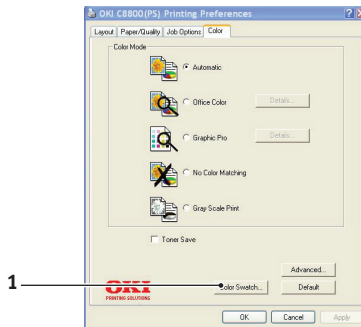 OKI C8800(PS) Printing Preferences
Layout Paper/Quality Job Options Color
Color Mode
Automatic
Office Color Details...
Graphic Pro Details...
No Color Matching
Gray Scale Print
Toner Save
Advanced...
1 OKI Color Swatch... Default
PRINTING SOLUTIONS
OK Cancel Apply